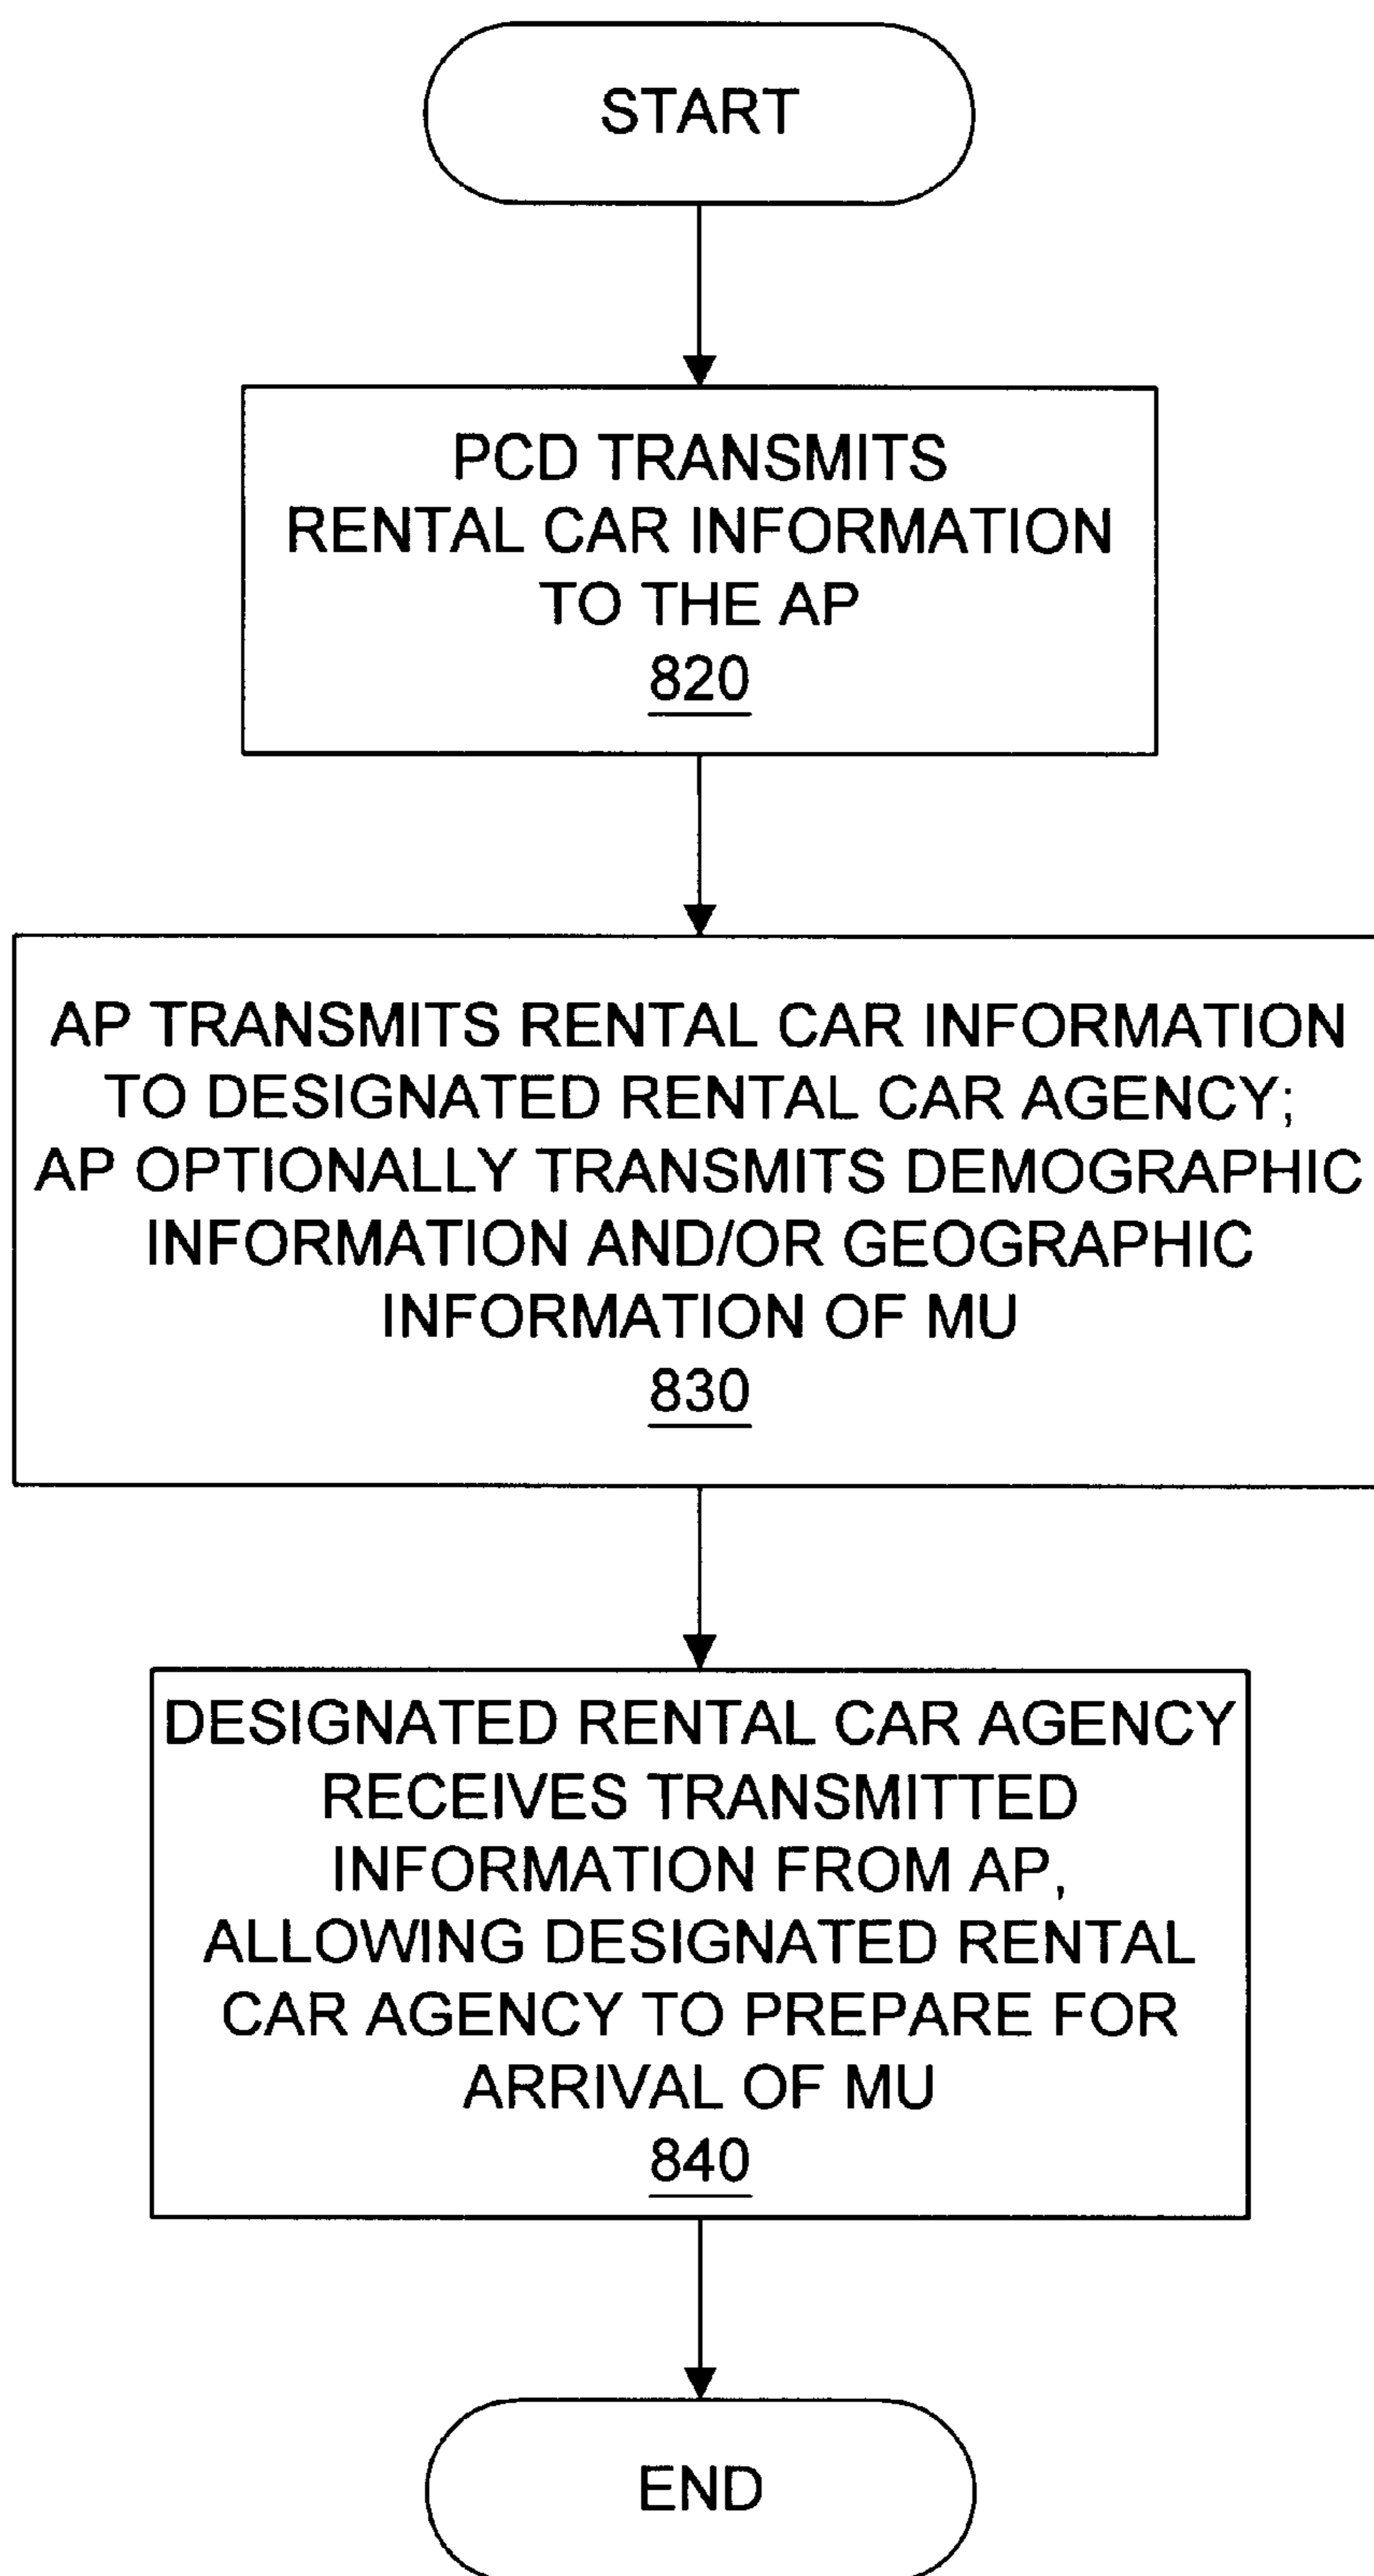 START
PCD TRANSMITS
RENTAL CAR INFORMATION
TO THE AP
820
AP TRANSMITS RENTAL CAR INFORMATION
TO DESIGNATED RENTAL CAR AGENCY;
AP OPTIONALLY TRANSMITS DEMOGRAPHIC
INFORMATION AND/OR GEOGRAPHIC
INFORMATION OF MU
830
DESIGNATED RENTAL CAR AGENCY
RECEIVES TRANSMITTED
INFORMATION FROM AP,
ALLOWING DESIGNATED RENTAL
CAR AGENCY TO PREPARE FOR
ARRIVAL OF MU
840
END